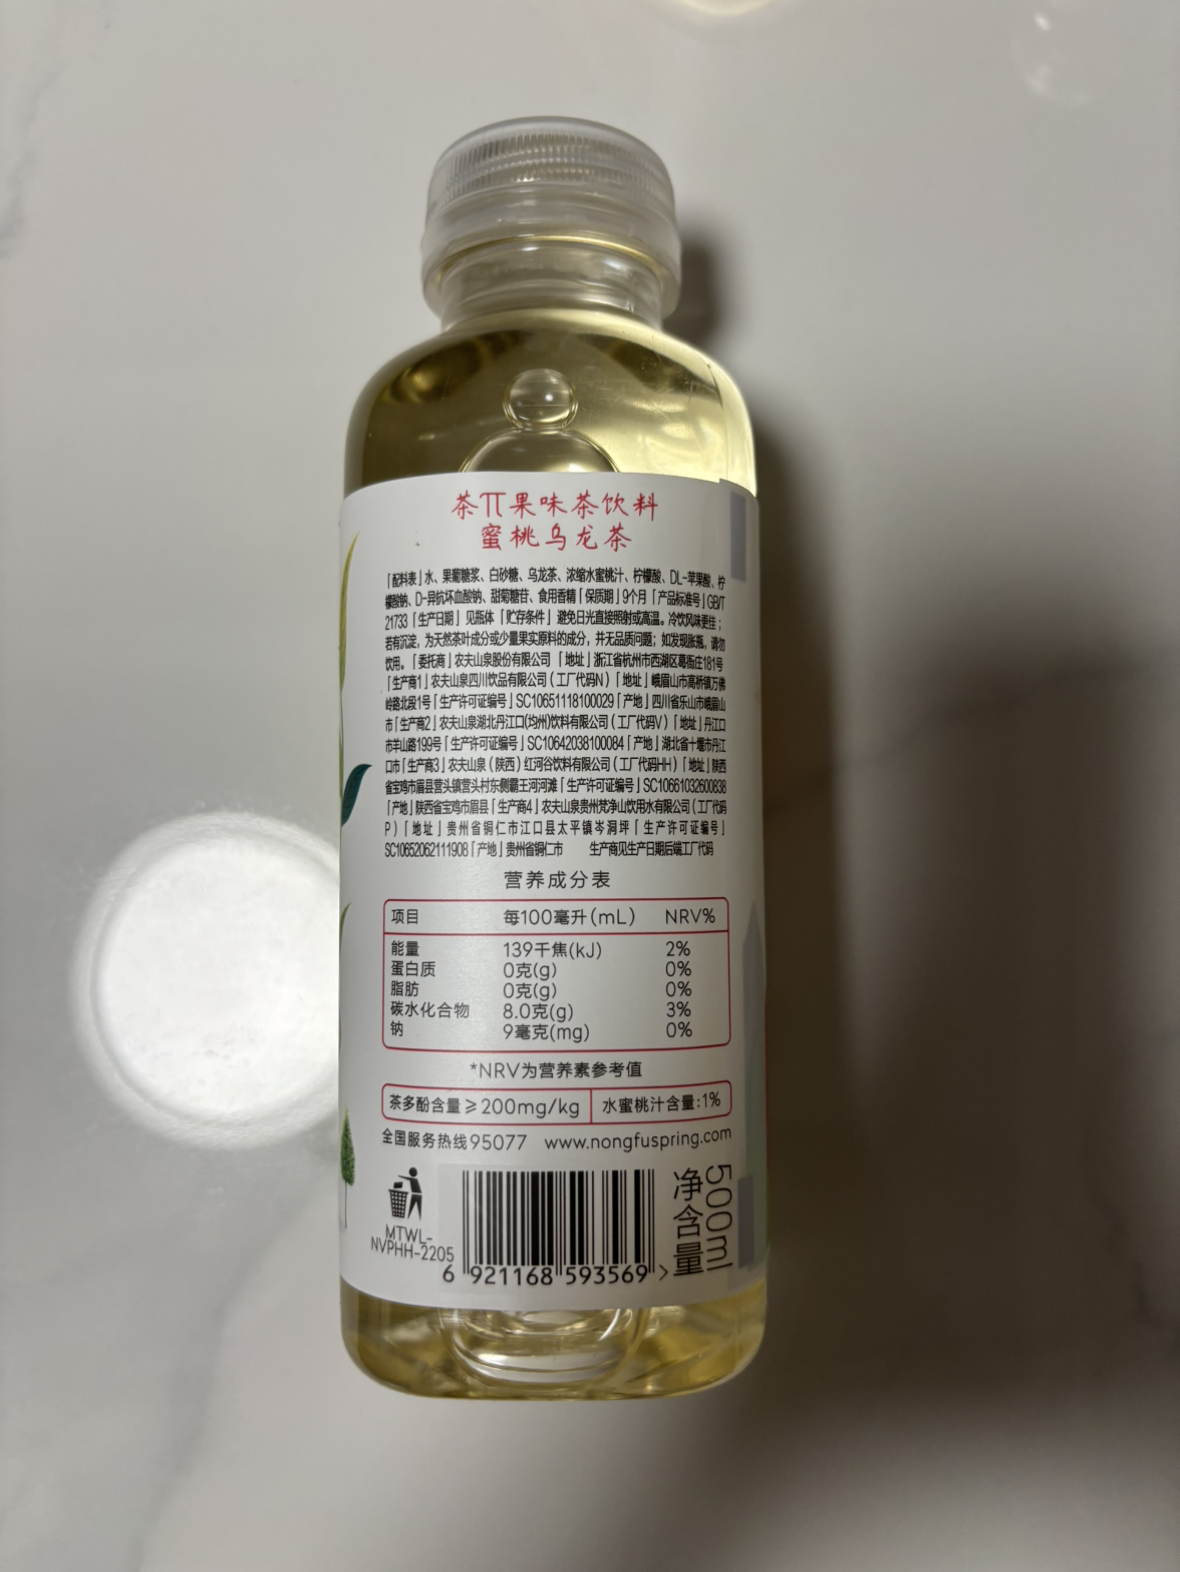 茶π果味茶饮料
蜜桃乌龙茶
「配料表」水、果葡糖浆、白砂糖、乌龙茶、浓缩水蜜桃汁、柠檬酸、DL-苹果酸、柠
檬酸钠、D-异抗坏血酸钠、甜菊糖苷、食用香精「保质期」9个月「产品标准号」GB/T
21733「生产日期」见瓶体「贮存条件」避免日光直接照射或高温。冷饮风味更佳；
若有沉淀，为天然茶叶成分或少量果实原料的成分，并无品质问题；如发现胀瓶，请勿
饮用。「委托商」农夫山泉股份有限公司「地址」浙江省杭州市西湖区葛衙庄181号
「生产商1」农夫山泉四川饮品有限公司（工厂代码N）「地址」峨眉山市高桥镇万佛
岭路北段1号「生产许可证编号」SC10651118100029「产地」四川省乐山市峨眉山
市「生产商2」农夫山泉湖北丹江口(均州)饮料有限公司（工厂代码V）「地址」丹江口
市羊山路199号「生产许可证编号」SC10642038100084「产地」湖北省十堰市丹江
口市「生产商3」农夫山泉（陕西）红河谷饮料有限公司（工厂代码HH）「地址」陕西
省宝鸡市眉县营头镇营头村东侧霸王河河滩「生产许可证编号」SC10661032600838
「产地」陕西省宝鸡市眉县「生产商4」农夫山泉贵州梵净山饮用水有限公司（工厂代码
P）「地址」贵州省铜仁市江口县太平镇岑洞坪「生产许可证编号」
SC10652062111908「产地」贵州省铜仁市 生产商见生产日期后端工厂代码
营养成分表
项目 每100毫升(mL) NRV%
能量 139千焦(kJ) 2%
蛋白质 0克(g) 0%
脂肪 0克(g) 0%
碳水化合物 8.0克(g) 3%
钠 9毫克(mg) 0%
*NRV为营养素参考值
茶多酚含量≥200mg/kg 水蜜桃汁含量:1%
全国服务热线95077 www.nongfuspring.com
MTWL-
NVPHH-2205
6 921168 593569 >
净含量
500ml